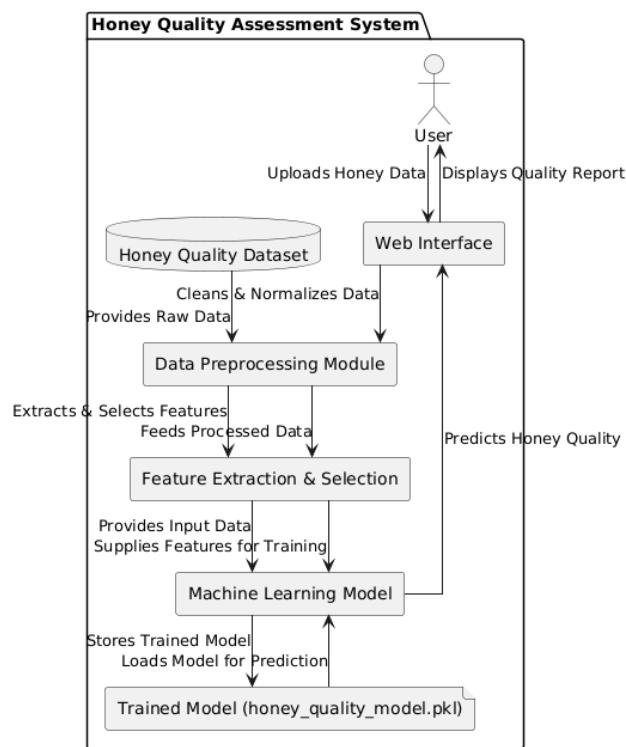 Honey Quality Assessment System
User
Uploads Honey Data
Displays Quality Report
Web Interface
Honey Quality Dataset
Cleans & Normalizes Data
Provides Raw Data
Data Preprocessing Module
Extracts & Selects Features
Feeds Processed Data
Predicts Honey Quality
Feature Extraction & Selection
Provides Input Data
Supplies Features for Training
Machine Learning Model
Stores Trained Model
Loads Model for Prediction
Trained Model (honey_quality_model.pkl)